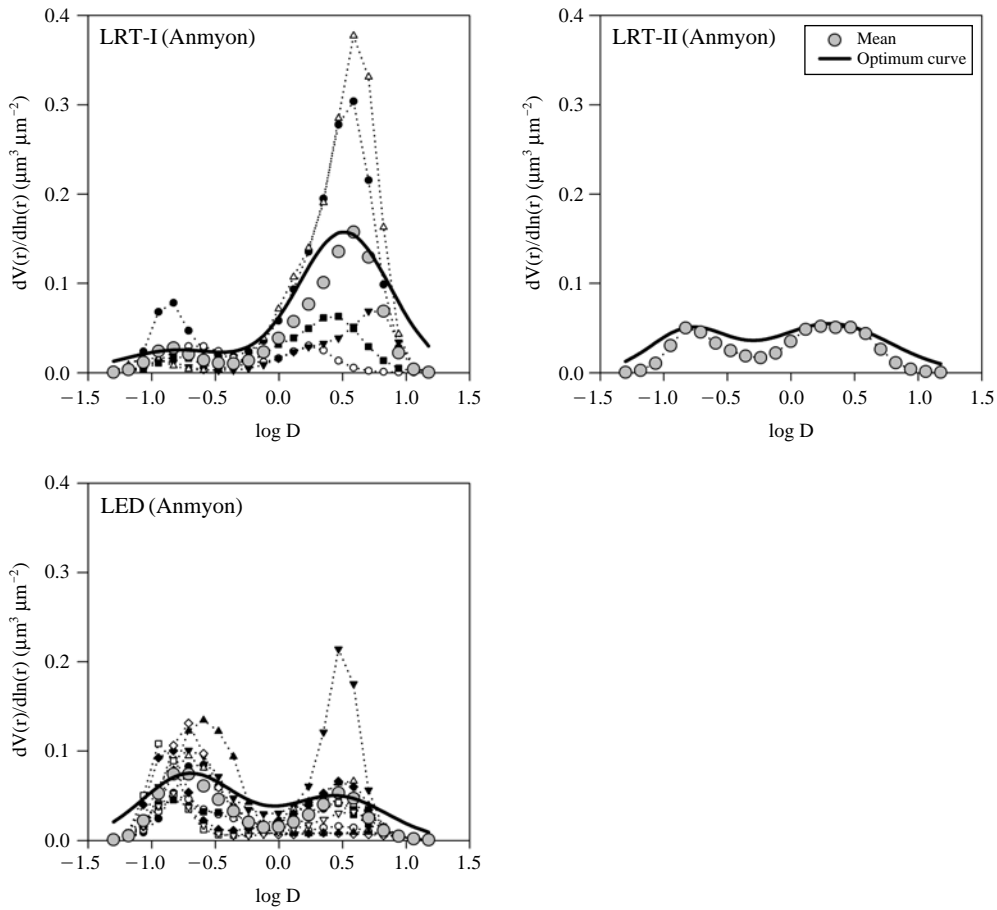 LRT-I (Anmyon)
0.4
0.3
0.2
0.1
0.0
dV(r)/dln(r) (μm³ μm⁻²)
−1.5 −1.0 −0.5 0.0 0.5 1.0 1.5
log D
LRT-II (Anmyon)
Mean
Optimum curve
0.4
0.3
0.2
0.1
0.0
dV(r)/dln(r) (μm³ μm⁻²)
−1.5 −1.0 −0.5 0.0 0.5 1.0 1.5
log D
LED (Anmyon)
0.4
0.3
0.2
0.1
0.0
dV(r)/dln(r) (μm³ μm⁻²)
−1.5 −1.0 −0.5 0.0 0.5 1.0 1.5
log D